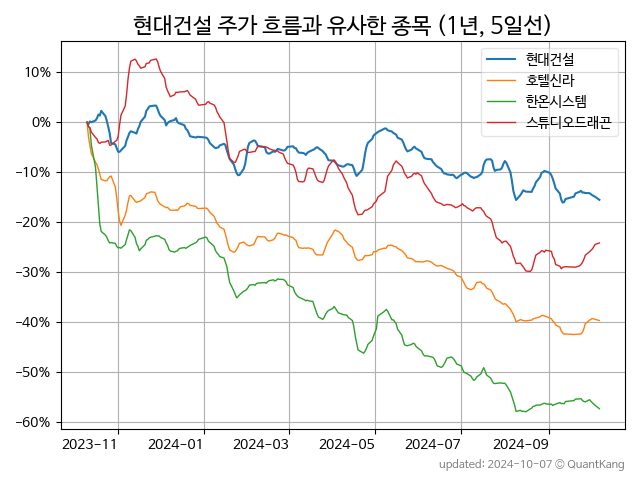 현대건설 주가 흐름과 유사한 종목 (1년, 5일선)
현대건설
호텔신라
한온시스템
스튜디오드래곤
10%
0%
−10%
−20%
−30%
−40%
−50%
−60%
2023−11 2024−01 2024−03 2024−05 2024−07 2024−09
updated: 2024-10-07 © QuantKang